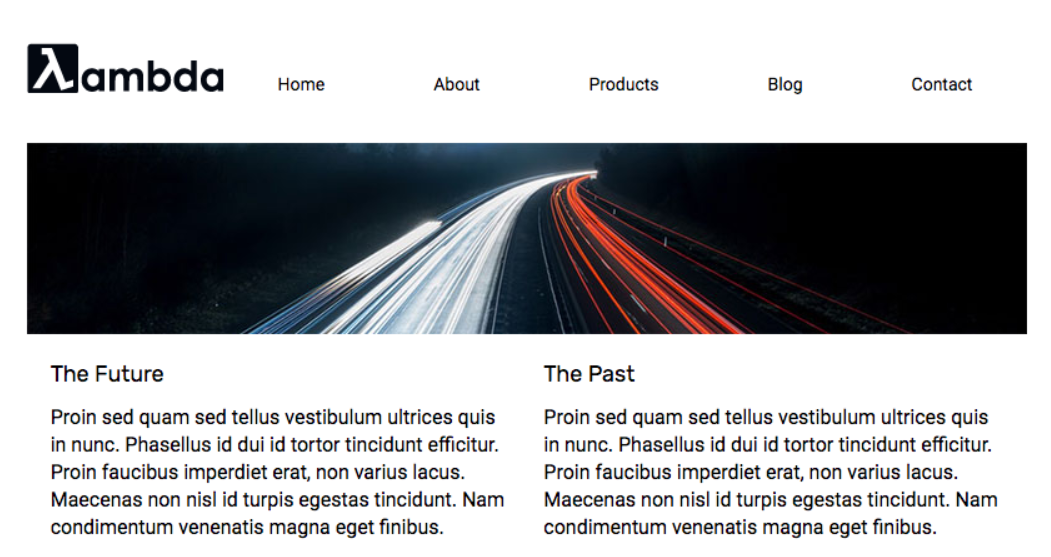 λambda
Home About Products Blog Contact
The Future
Proin sed quam sed tellus vestibulum ultrices quis
in nunc. Phasellus id dui id tortor tincidunt efficitur.
Proin faucibus imperdiet erat, non varius lacus.
Maecenas non nisl id turpis egestas tincidunt. Nam
condimentum venenatis magna eget finibus.
The Past
Proin sed quam sed tellus vestibulum ultrices quis
in nunc. Phasellus id dui id tortor tincidunt efficitur.
Proin faucibus imperdiet erat, non varius lacus.
Maecenas non nisl id turpis egestas tincidunt. Nam
condimentum venenatis magna eget finibus.